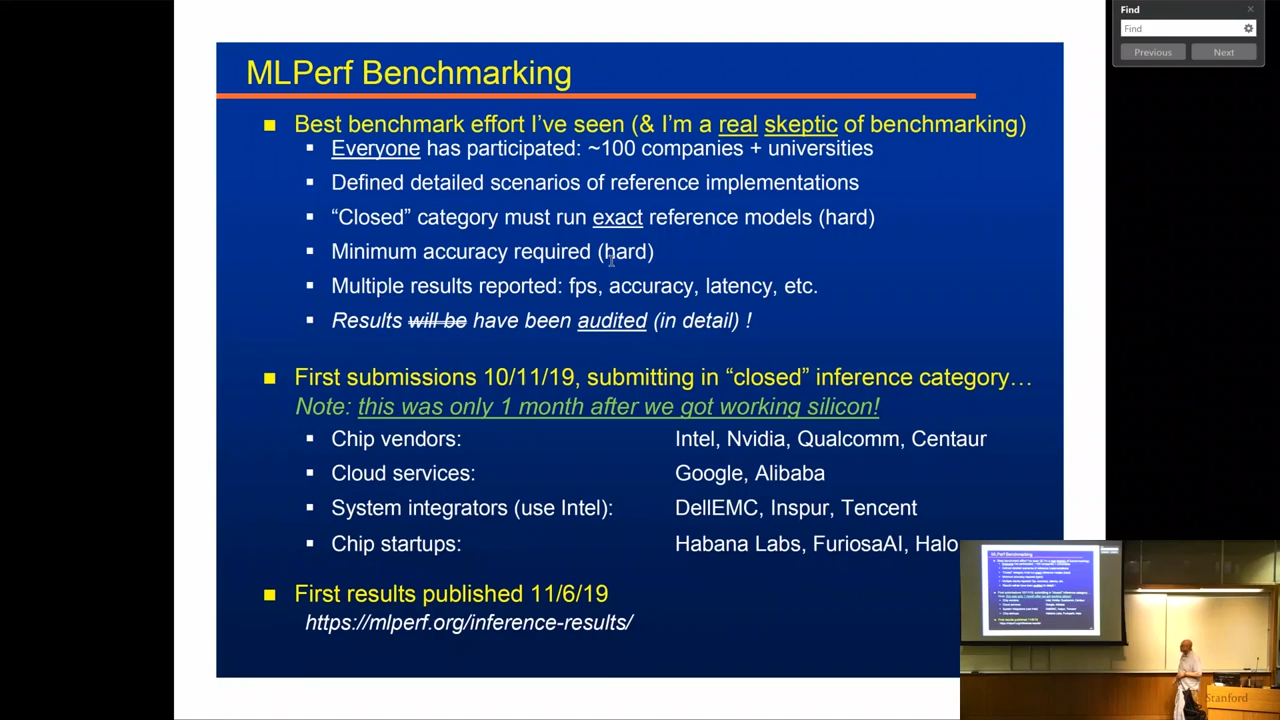 Find
Find
Previous Next
MLPerf Benchmarking
Best benchmark effort I've seen (& I'm a real skeptic of benchmarking)
Everyone has participated: ~100 companies + universities
Defined detailed scenarios of reference implementations
“Closed” category must run exact reference models (hard)
Minimum accuracy required (hard)
Multiple results reported: fps, accuracy, latency, etc.
Results will be have been audited (in detail) !
First submissions 10/11/19, submitting in “closed” inference category…
Note: this was only 1 month after we got working silicon!
Chip vendors: Intel, Nvidia, Qualcomm, Centaur
Cloud services: Google, Alibaba
System integrators (use Intel): DellEMC, Inspur, Tencent
Chip startups: Habana Labs, FuriosaAI, Halo
First results published 11/6/19
https://mlperf.org/inference-results/
MLPerf Benchmarking
Stanford